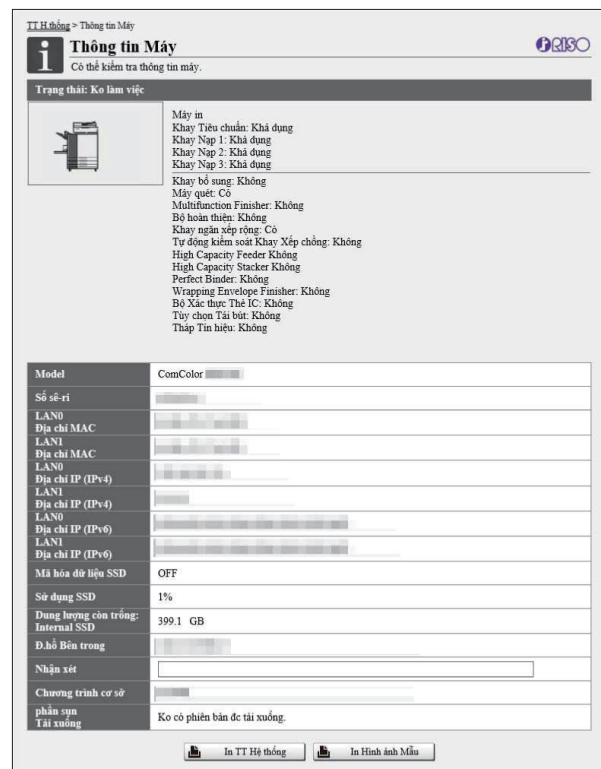 TT H.thống > Thông tin Máy
Thông tin Máy
RISO
Có thể kiểm tra thông tin máy.
Trạng thái: Ko làm việc
Máy in
Khay Tiêu chuẩn: Khả dụng
Khay Nạp 1: Khả dụng
Khay Nạp 2: Khả dụng
Khay Nạp 3: Khả dụng
Khay bổ sung: Không
Máy quét: Có
Multifunction Finisher: Không
Bộ hoàn thiện: Không
Khay ngăn xếp rộng: Có
Tự động kiểm soát Khay Xếp chồng: Không
High Capacity Feeder Không
High Capacity Stacker Không
Perfect Binder: Không
Wrapping Envelope Finisher: Không
Bộ Xác thực Thẻ IC: Không
Tùy chọn Tái bút: Không
Tháp Tín hiệu: Không
Model ComColor
Số sê-ri
LAN0
Địa chỉ MAC
LAN1
Địa chỉ MAC
LAN0
Địa chỉ IP (IPv4)
LAN1
Địa chỉ IP (IPv4)
LAN0
Địa chỉ IP (IPv6)
LAN1
Địa chỉ IP (IPv6)
Mã hóa dữ liệu SSD OFF
Sử dụng SSD 1%
Dung lượng còn trống:
Internal SSD 399.1 GB
Đ.hồ Bên trong
Nhận xét
Chương trình cơ sở
phần sụn
Tải xuống Ko có phiên bản đc tải xuống.
In TT Hệ thống In Hình ảnh Mẫu